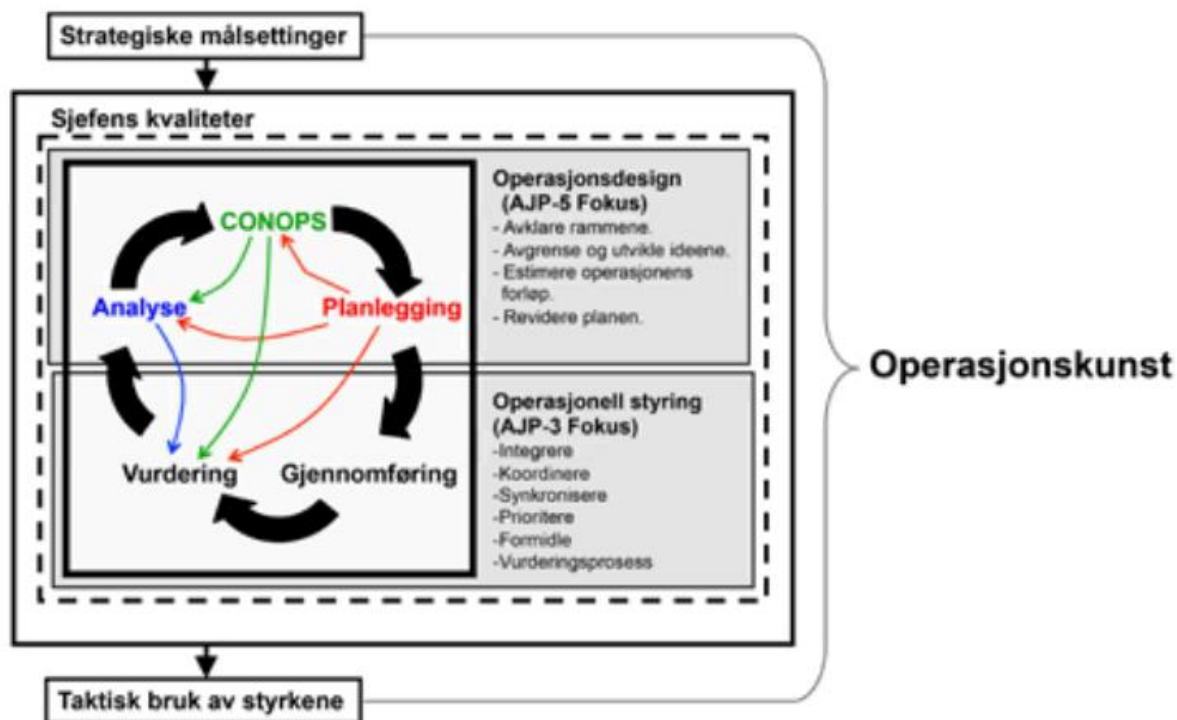 Strategiske målsettinger
Sjefens kvaliteter
CONOPS
Analyse
Planlegging
Vurdering
Gjennomføring
Operasjonsdesign
(AJP-5 Fokus)
- Avklare rammene.
- Avgrense og utvikle ideene.
- Estimere operasjonens
forløp.
- Revidere planen.
Operasjonell styring
(AJP-3 Fokus)
-Integrere
-Koordinere
-Synkronisere
-Prioritere
-Formidle
-Vurderingsprosess
Operasjonskunst
Taktisk bruk av styrkene